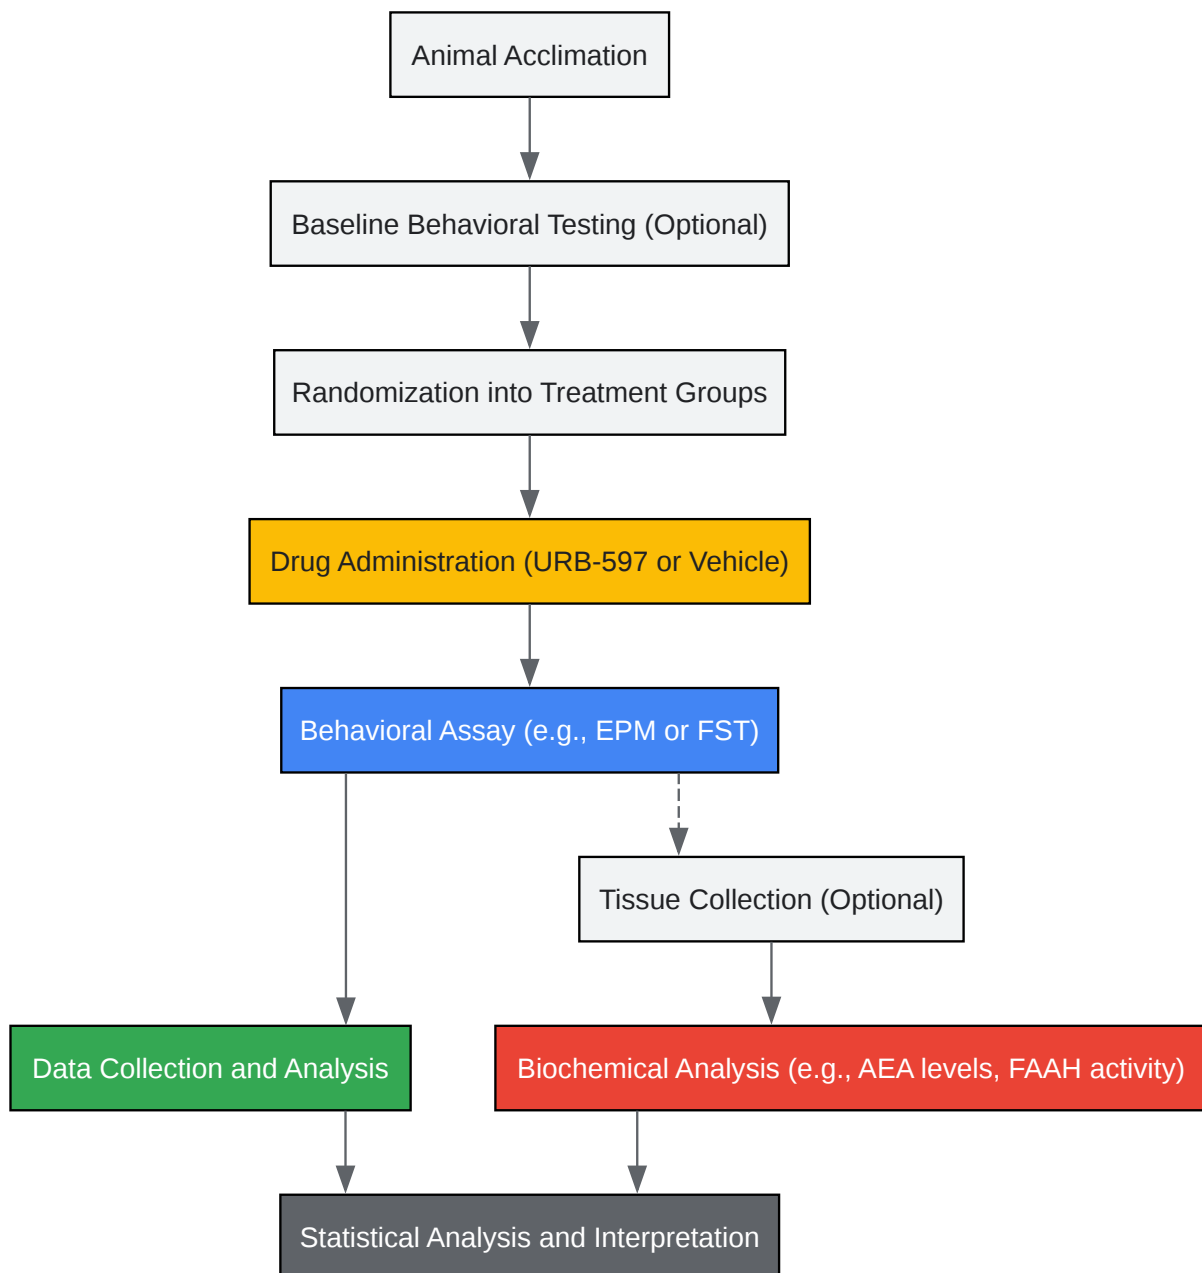 Animal Acclimation
Baseline Behavioral Testing (Optional)
Randomization into Treatment Groups
Drug Administration (URB-597 or Vehicle)
Behavioral Assay (e.g., EPM or FST)
Tissue Collection (Optional)
Data Collection and Analysis
Biochemical Analysis (e.g., AEA levels, FAAH activity)
Statistical Analysis and Interpretation